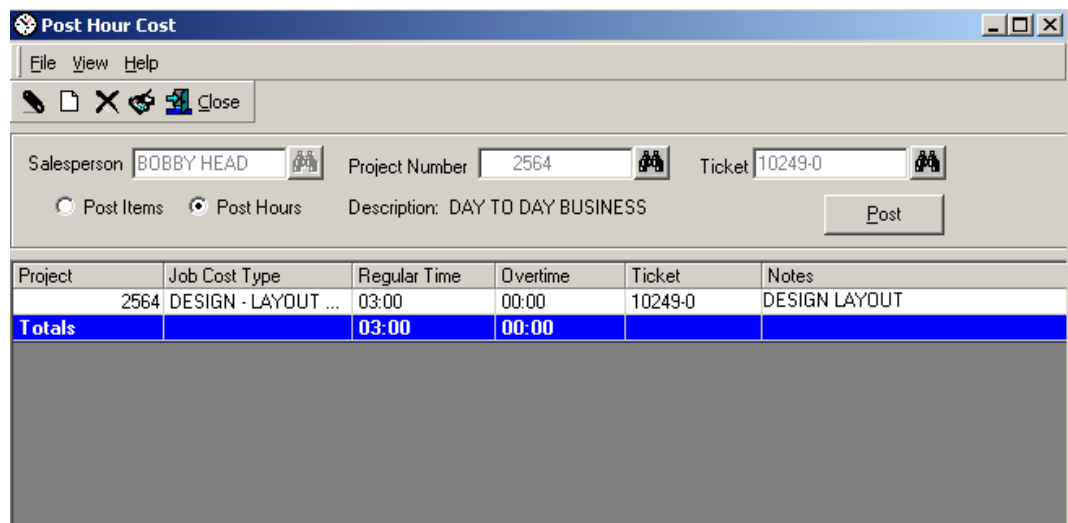 Post Hour Cost
File View Help
Close
Salesperson BOBBY HEAD Project Number 2564 Ticket 10249-0
Post Items Post Hours Description: DAY TO DAY BUSINESS Post
Project Job Cost Type Regular Time Overtime Ticket Notes
2564 DESIGN - LAYOUT ... 03:00 00:00 10249-0 DESIGN LAYOUT
Totals 03:00 00:00